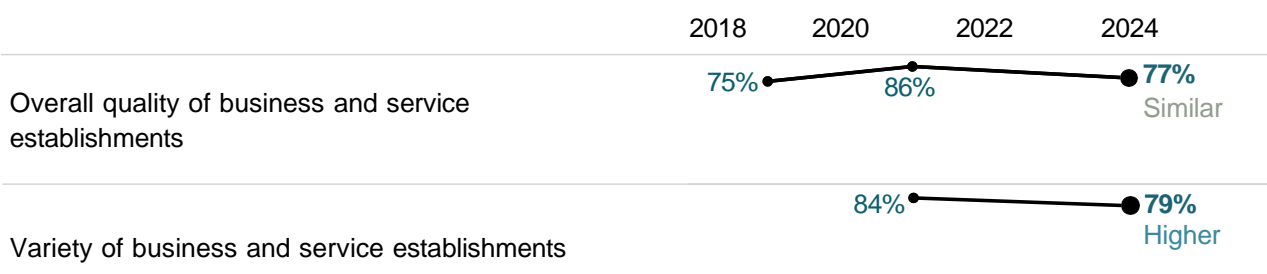 2018 2020 2022 2024
75% 86% 77%
Similar
Overall quality of business and service
establishments
84% 79%
Higher
Variety of business and service establishments